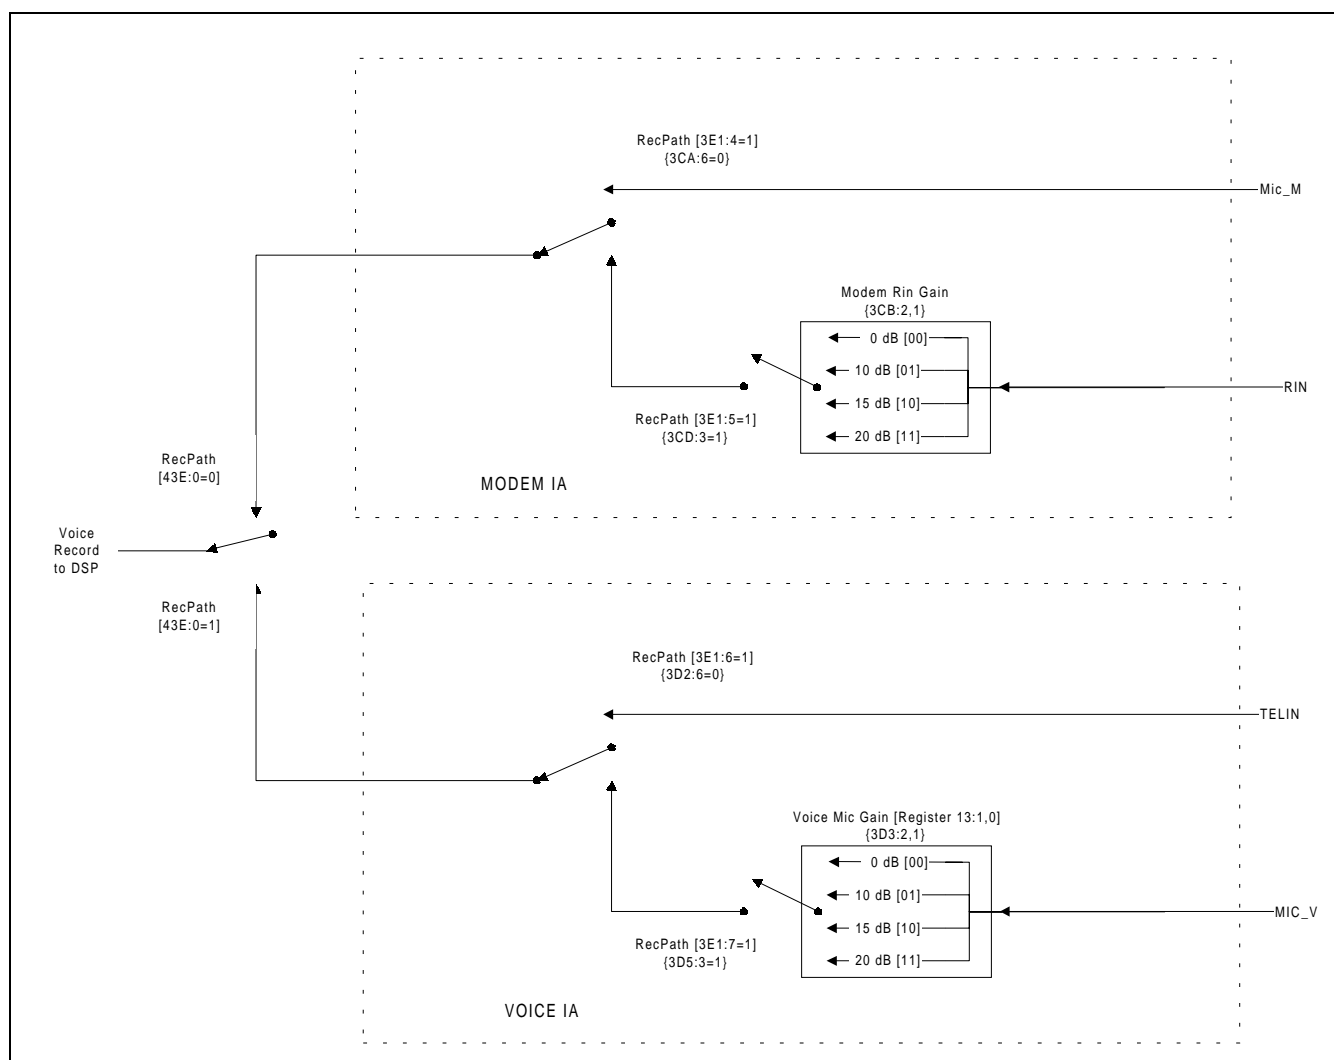 RecPath [3E1:4=1]
{3CA:6=0}
Mic_M
Modem Rin Gain
{3CB:2,1}
0 dB [00]
10 dB [01]
15 dB [10]
20 dB [11]
RIN
RecPath [3E1:5=1]
{3CD:3=1}
MODEM IA
RecPath
[43E:0=0]
Voice
Record
to DSP
RecPath
[43E:0=1]
RecPath [3E1:6=1]
{3D2:6=0}
TELIN
Voice Mic Gain [Register 13:1,0]
{3D3:2,1}
0 dB [00]
10 dB [01]
15 dB [10]
20 dB [11]
MIC_V
RecPath [3E1:7=1]
{3D5:3=1}
VOICE IA